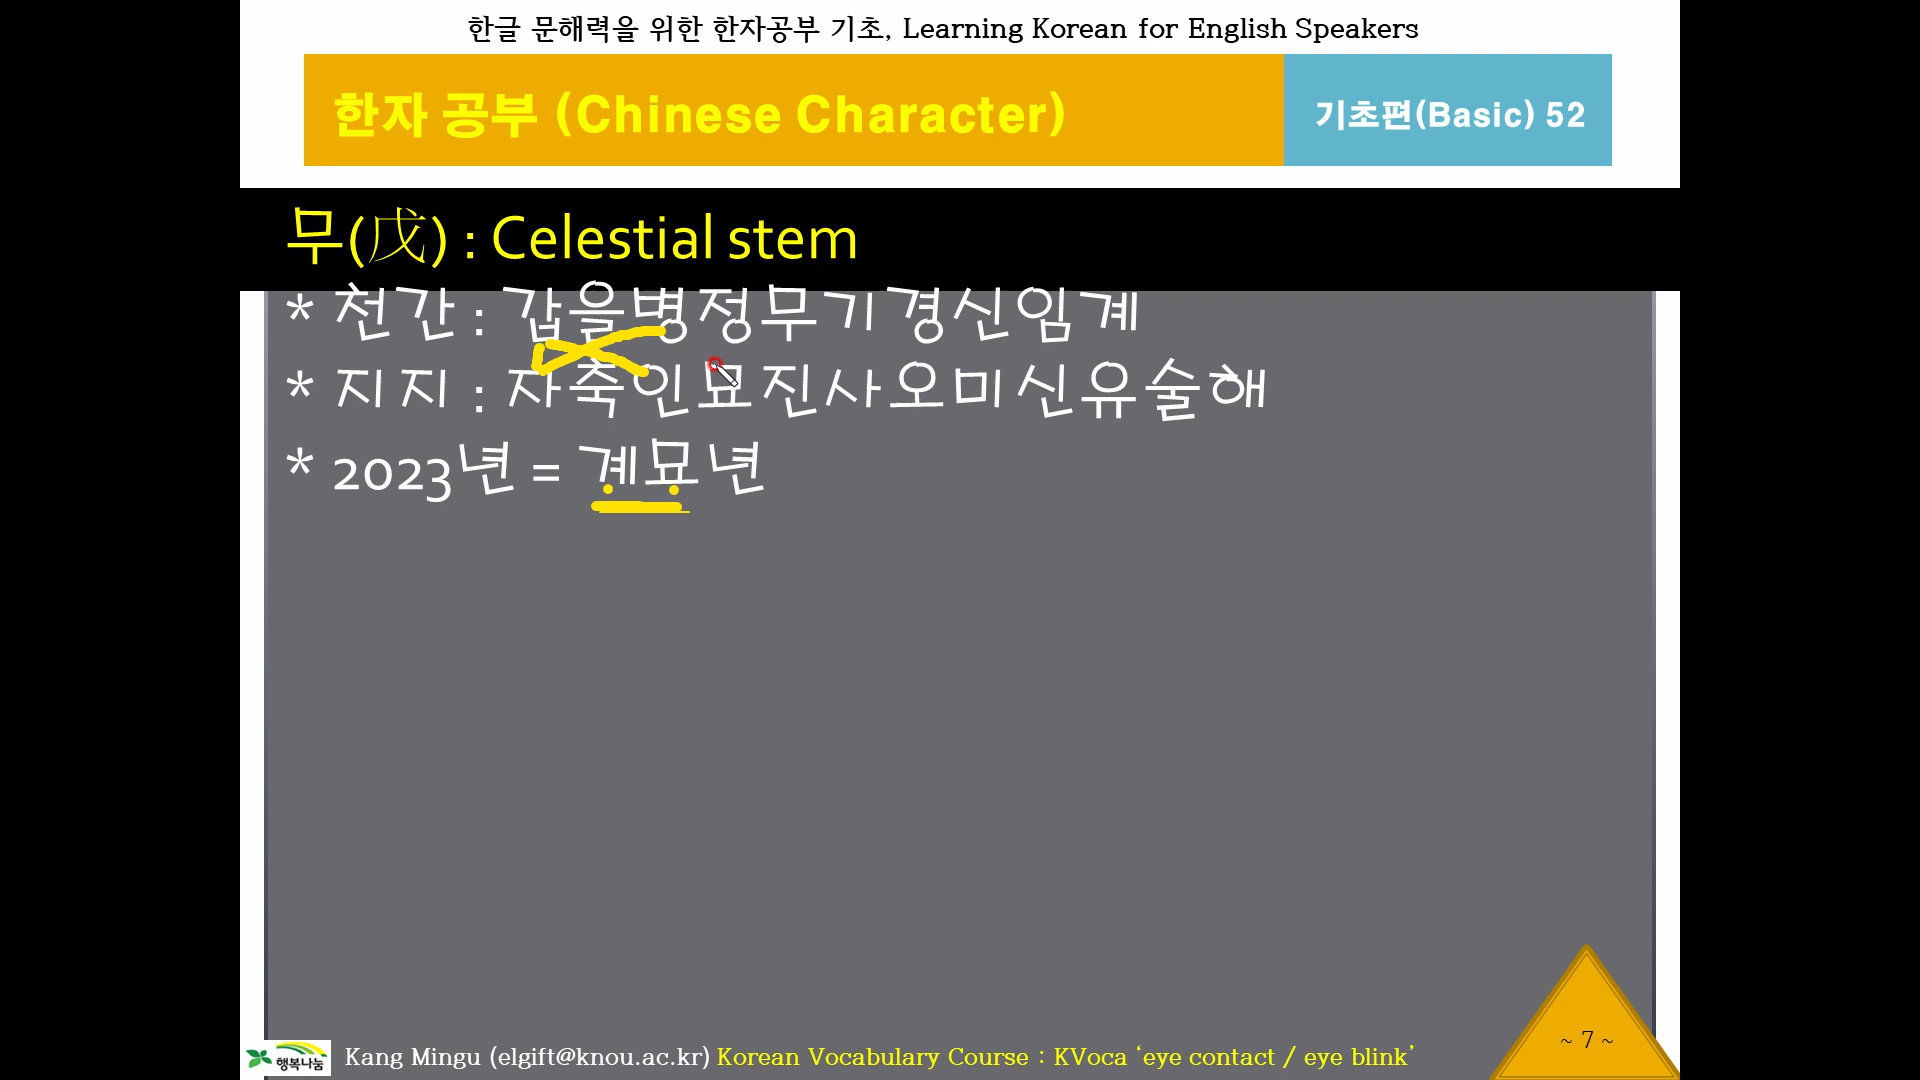 한글 문해력을 위한 한자공부 기초, Learning Korean for English Speakers
한자 공부 (Chinese Character)
기초편(Basic) 52
무(戊) : Celestial stem
* 천간 : 갑을병정무기경신임계
* 지지 : 자축인묘진사오미신유술해
* 2023년 = 계묘년
행복나눔
Kang Mingu (elgift@knou.ac.kr) Korean Vocabulary Course : KVoca ‘eye contact / eye blink’
~ 7 ~